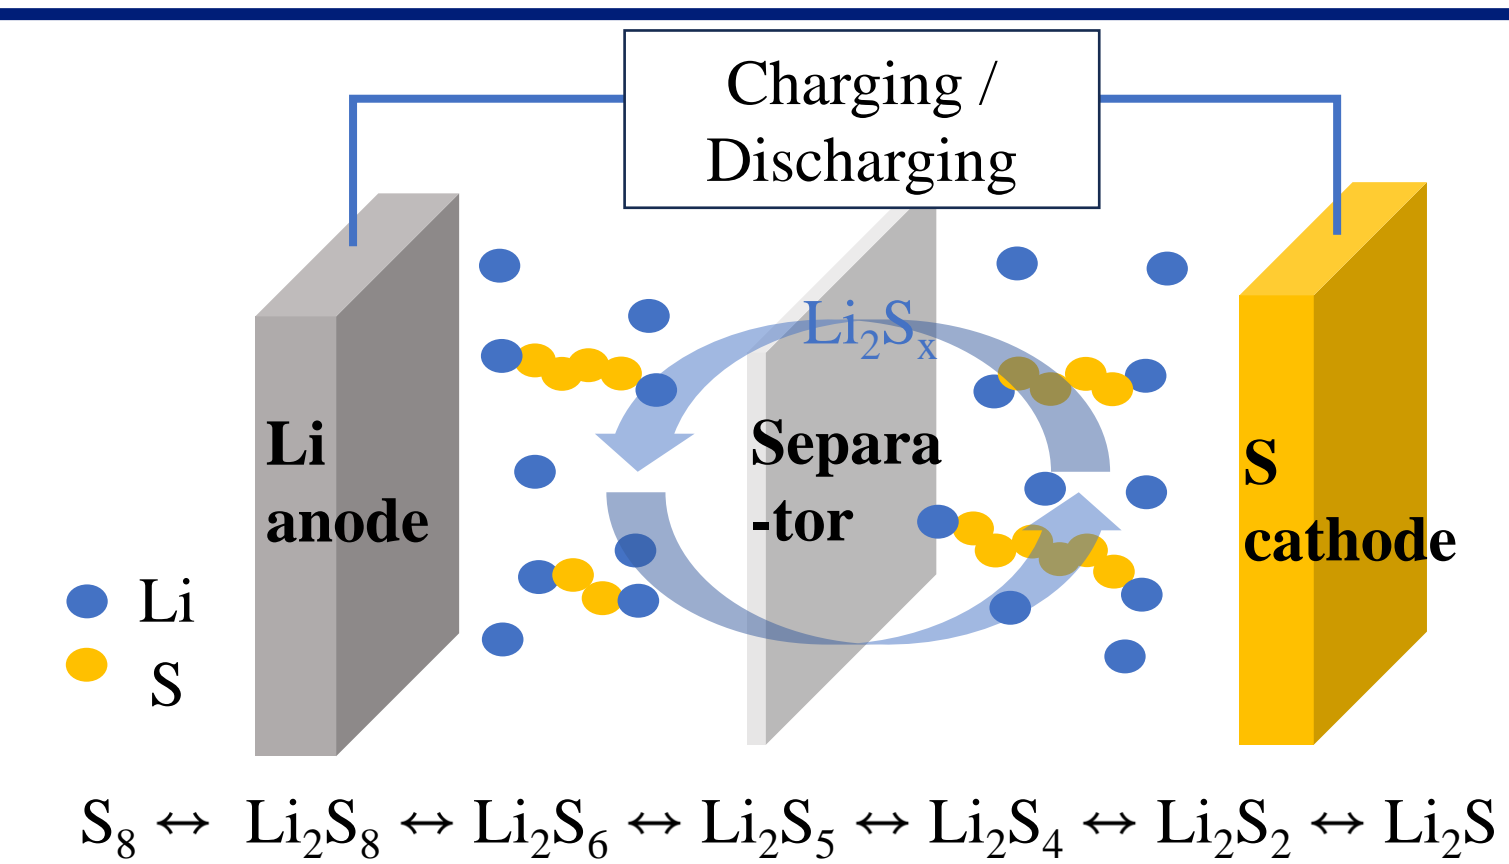 Charging /
Discharging
Li₂Sₓ
Li
anode
Separa
-tor
S
cathode
Li
S
S₈ ↔ Li₂S₈ ↔ Li₂S₆ ↔ Li₂S₅ ↔ Li₂S₄ ↔ Li₂S₂ ↔ Li₂S